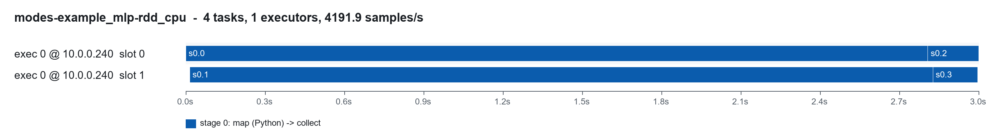 modes-example_mlp-rdd_cpu - 4 tasks, 1 executors, 4191.9 samples/s
exec 0 @ 10.0.0.240 slot 0
s0.0
s0.2
exec 0 @ 10.0.0.240 slot 1
s0.1
s0.3
0.0s 0.3s 0.6s 0.9s 1.2s 1.5s 1.8s 2.1s 2.4s 2.7s 3.0s
stage 0: map (Python) -> collect